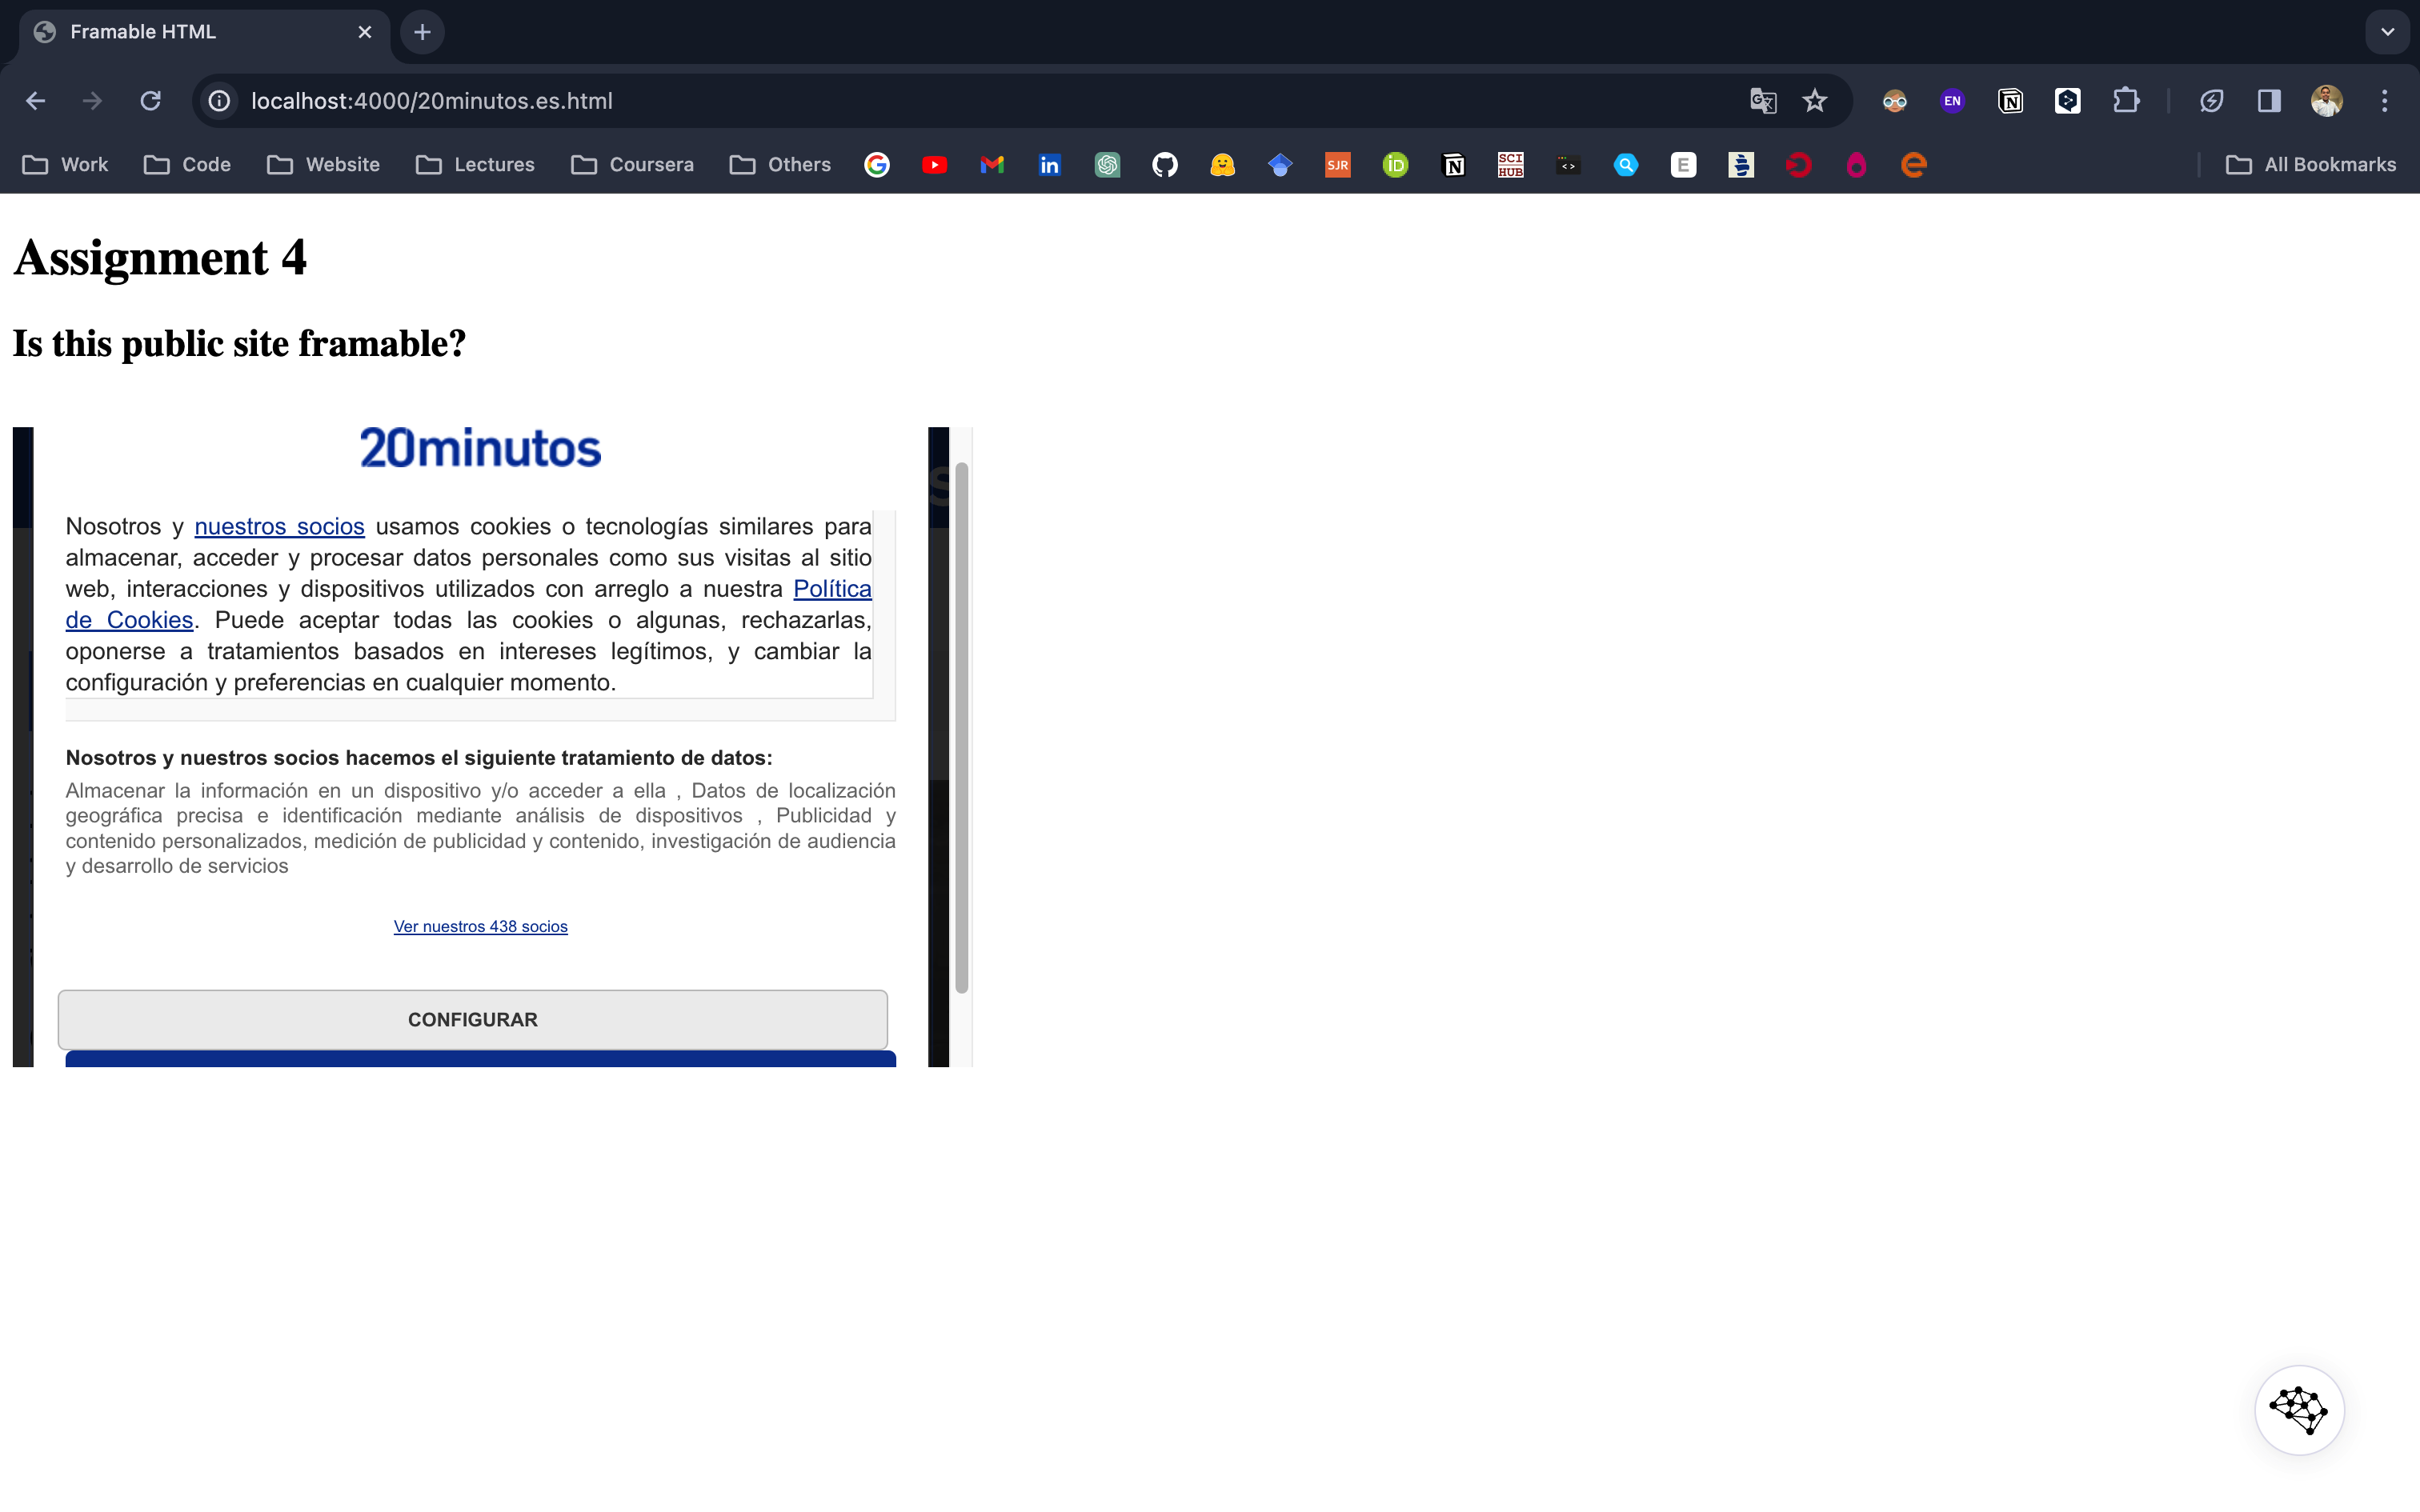 Framable HTML
localhost:4000/20minutos.es.html
EN
Work
Code
Website
Lectures
Coursera
Others
SJR
iD
SCI
HUB
E
All Bookmarks
Assignment 4
Is this public site framable?
20minutos
Nosotros y nuestros socios usamos cookies o tecnologías similares para
almacenar, acceder y procesar datos personales como sus visitas al sitio
web, interacciones y dispositivos utilizados con arreglo a nuestra Política
de Cookies. Puede aceptar todas las cookies o algunas, rechazarlas,
oponerse a tratamientos basados en intereses legítimos, y cambiar la
configuración y preferencias en cualquier momento.
Nosotros y nuestros socios hacemos el siguiente tratamiento de datos:
Almacenar la información en un dispositivo y/o acceder a ella , Datos de localización
geográfica precisa e identificación mediante análisis de dispositivos , Publicidad y
contenido personalizados, medición de publicidad y contenido, investigación de audiencia
y desarrollo de servicios
Ver nuestros 438 socios
CONFIGURAR